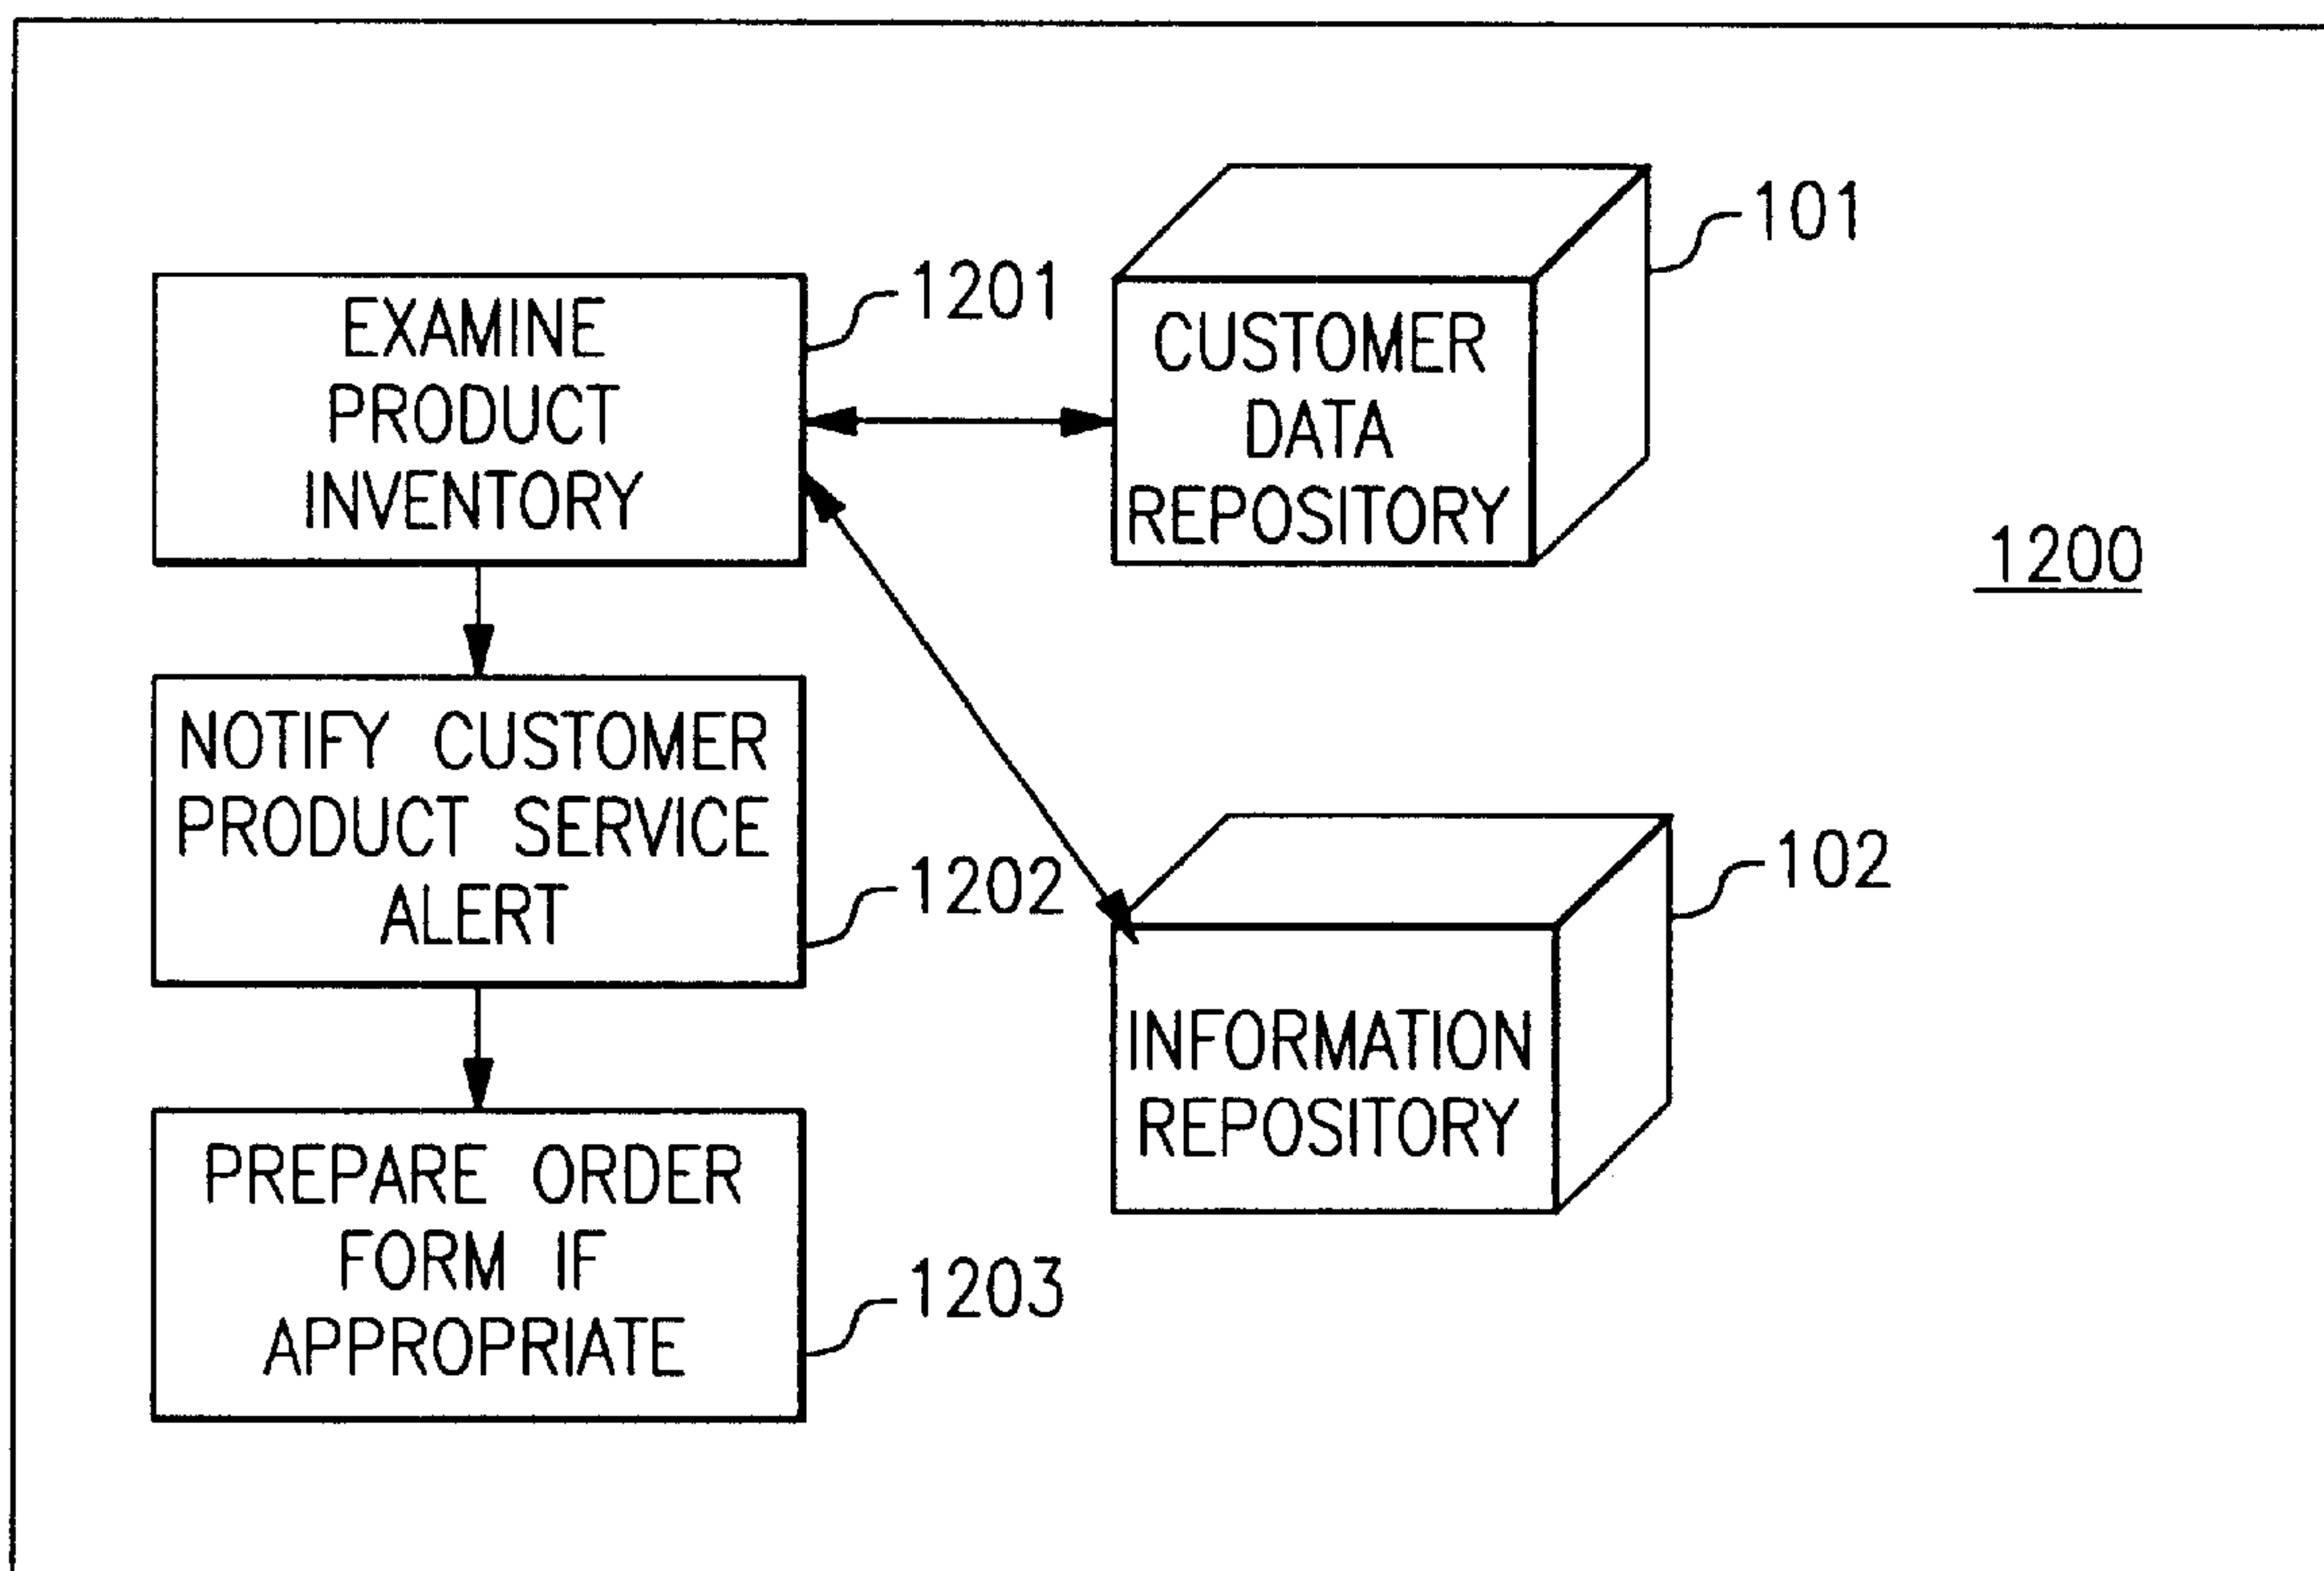 EXAMINE
PRODUCT
INVENTORY
1201
CUSTOMER
DATA
REPOSITORY
101
1200
NOTIFY CUSTOMER
PRODUCT SERVICE
ALERT
1202
INFORMATION
REPOSITORY
102
PREPARE ORDER
FORM IF
APPROPRIATE
1203